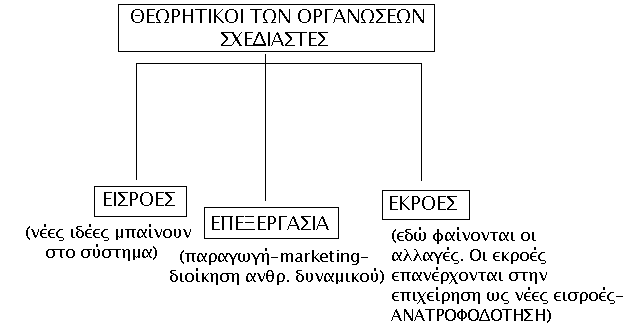 ΘΕΩΡΗΤΙΚΟΙ ΤΩΝ ΟΡΓΑΝΩΣΕΩΝ
ΣΧΕΔΙΑΣΤΕΣ
ΕΙΣΡΟΕΣ
(νέες ιδέες μπαίνουν
στο σύστημα)
ΕΠΕΞΕΡΓΑΣΙΑ
(παραγωγή-marketing-
διοίκηση ανθρ. δυναμικού)
ΕΚΡΟΕΣ
(εδώ φαίνονται οι
αλλαγές. Οι εκροές
επανέρχονται στην
επιχείρηση ως νέες εισροές-
ΑΝΑΤΡΟΦΟΔΟΤΗΣΗ)